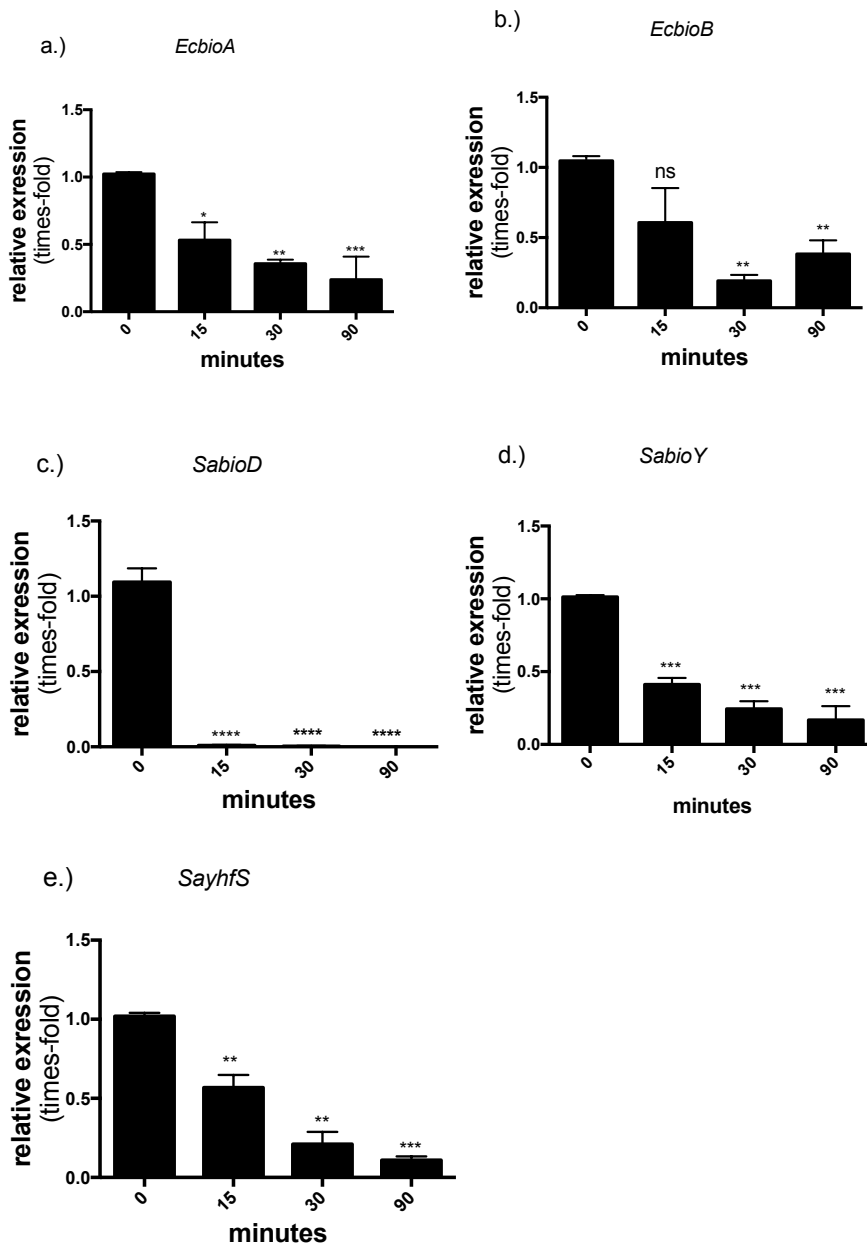 a.)
EcbioA
relative exression
(times-fold)
1.5
1.0
0.5
0.0
*
**
***
0
15
30
90
minutes
b.)
EcbioB
relative exression
(times-fold)
1.5
1.0
0.5
0.0
ns
**
**
0
15
30
90
minutes
c.)
SabioD
relative exression
(times-fold)
1.5
1.0
0.5
0.0
****
****
****
0
15
30
90
minutes
d.)
SabioY
relative exression
(times-fold)
1.5
1.0
0.5
0.0
***
***
***
0
15
30
90
minutes
e.)
SayhfS
relative exression
(times-fold)
1.5
1.0
0.5
0.0
**
**
***
0
15
30
90
minutes